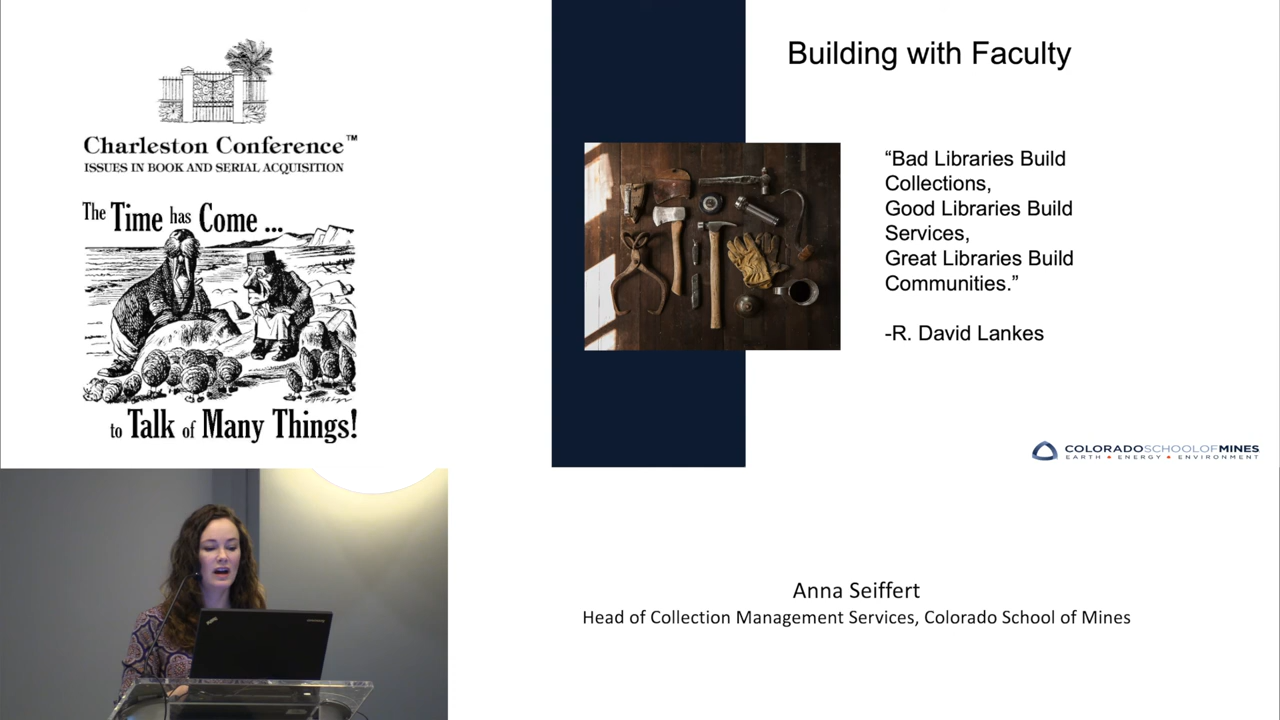 Charleston Conference™
ISSUES IN BOOK AND SERIAL ACQUISITION
The Time has Come ...
to Talk of Many Things!
Building with Faculty
“Bad Libraries Build
Collections,
Good Libraries Build
Services,
Great Libraries Build
Communities.”
-R. David Lankes
COLORADOSCHOOLOFMINES
EARTH • ENERGY • ENVIRONMENT
Anna Seiffert
Head of Collection Management Services, Colorado School of Mines